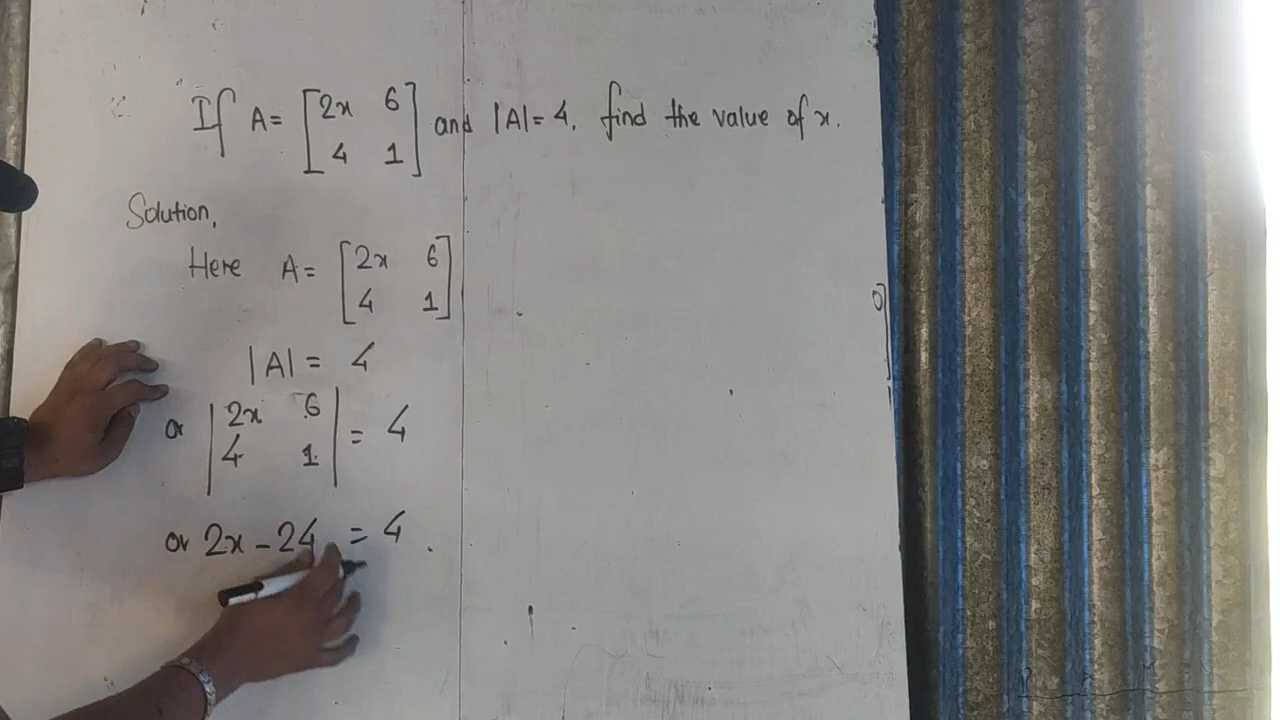 If A = [2x 6
4 1] and |A| = 4. find the value of x.
Solution,
Here A = [2x 6
4 1]
|A| = 4
or |2x 6
4 1| = 4
or 2x - 24 = 4